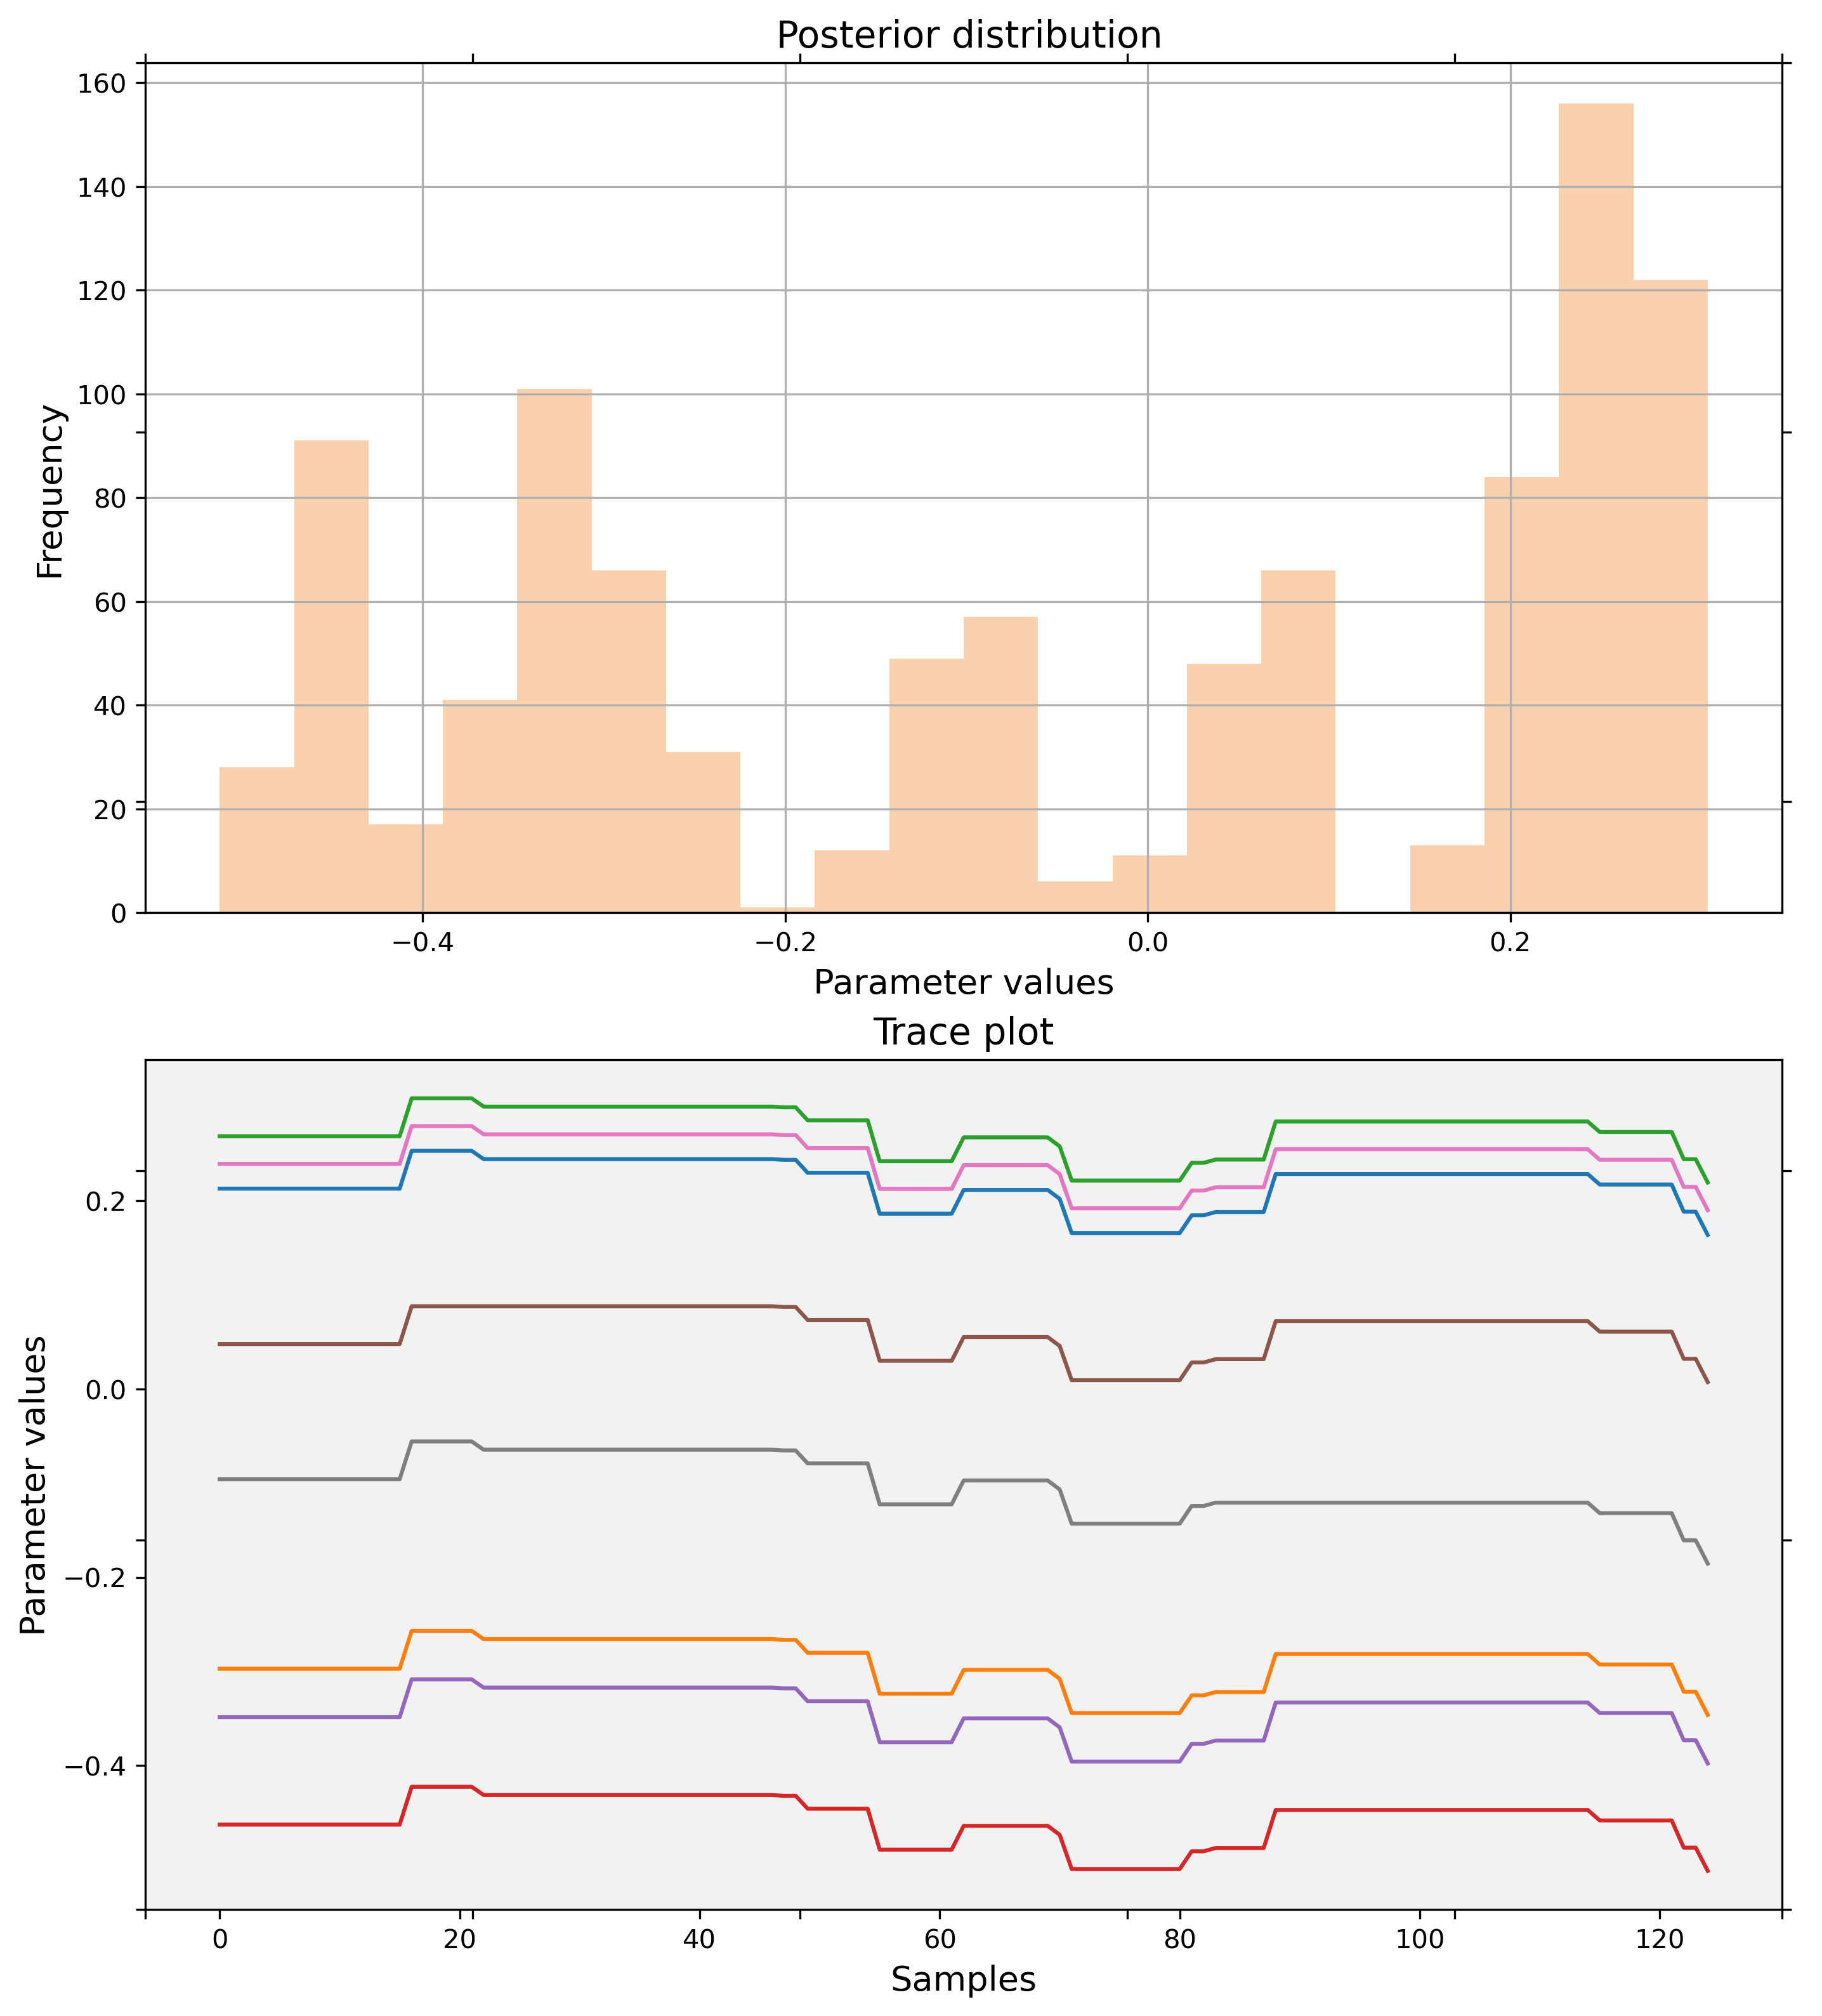 Posterior distribution
160
140
120
100
80
60
40
20
0
Frequency
−0.4 −0.2 0.0 0.2
Parameter values
Trace plot
0.2
0.0
−0.2
−0.4
Parameter values
0 20 40 60 80 100 120
Samples